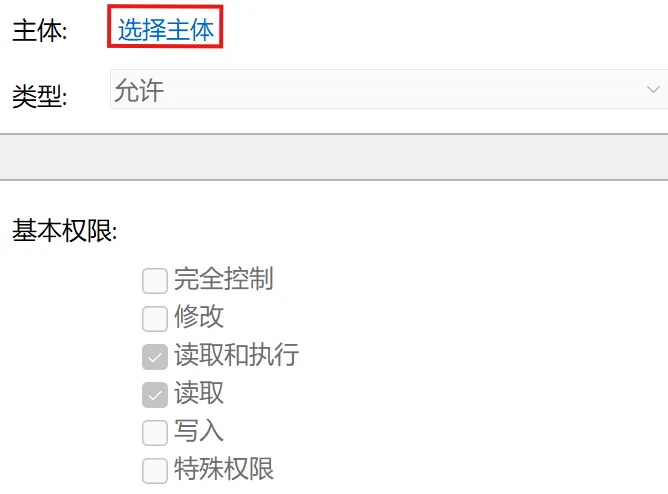 主体: 选择主体
类型: 允许
基本权限:
完全控制
修改
读取和执行
读取
写入
特殊权限